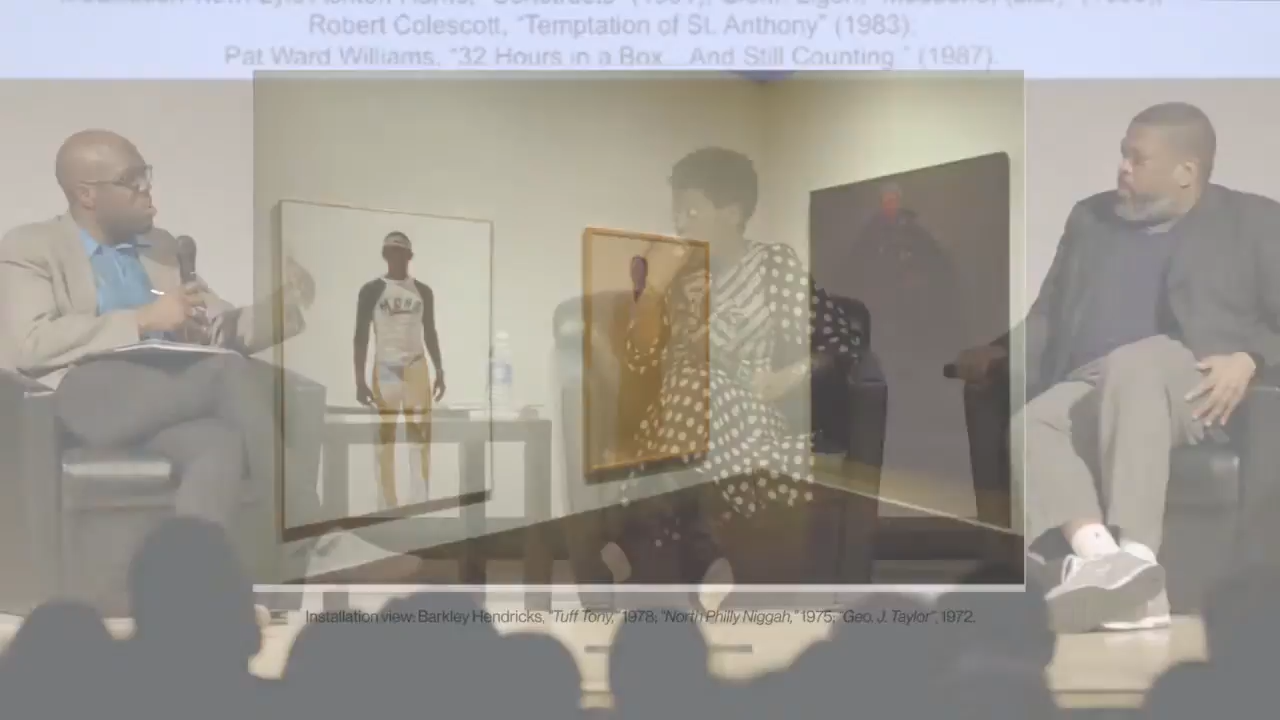 Robert Colescott, "Temptation of St. Anthony" (1983);
Pat Ward Williams, "32 Hours in a Box...And Still Counting," (1987).
Installation view: Barkley Hendricks, "Tuff Tony," 1978; "North Philly Niggah," 1975; "Geo. J. Taylor", 1972.